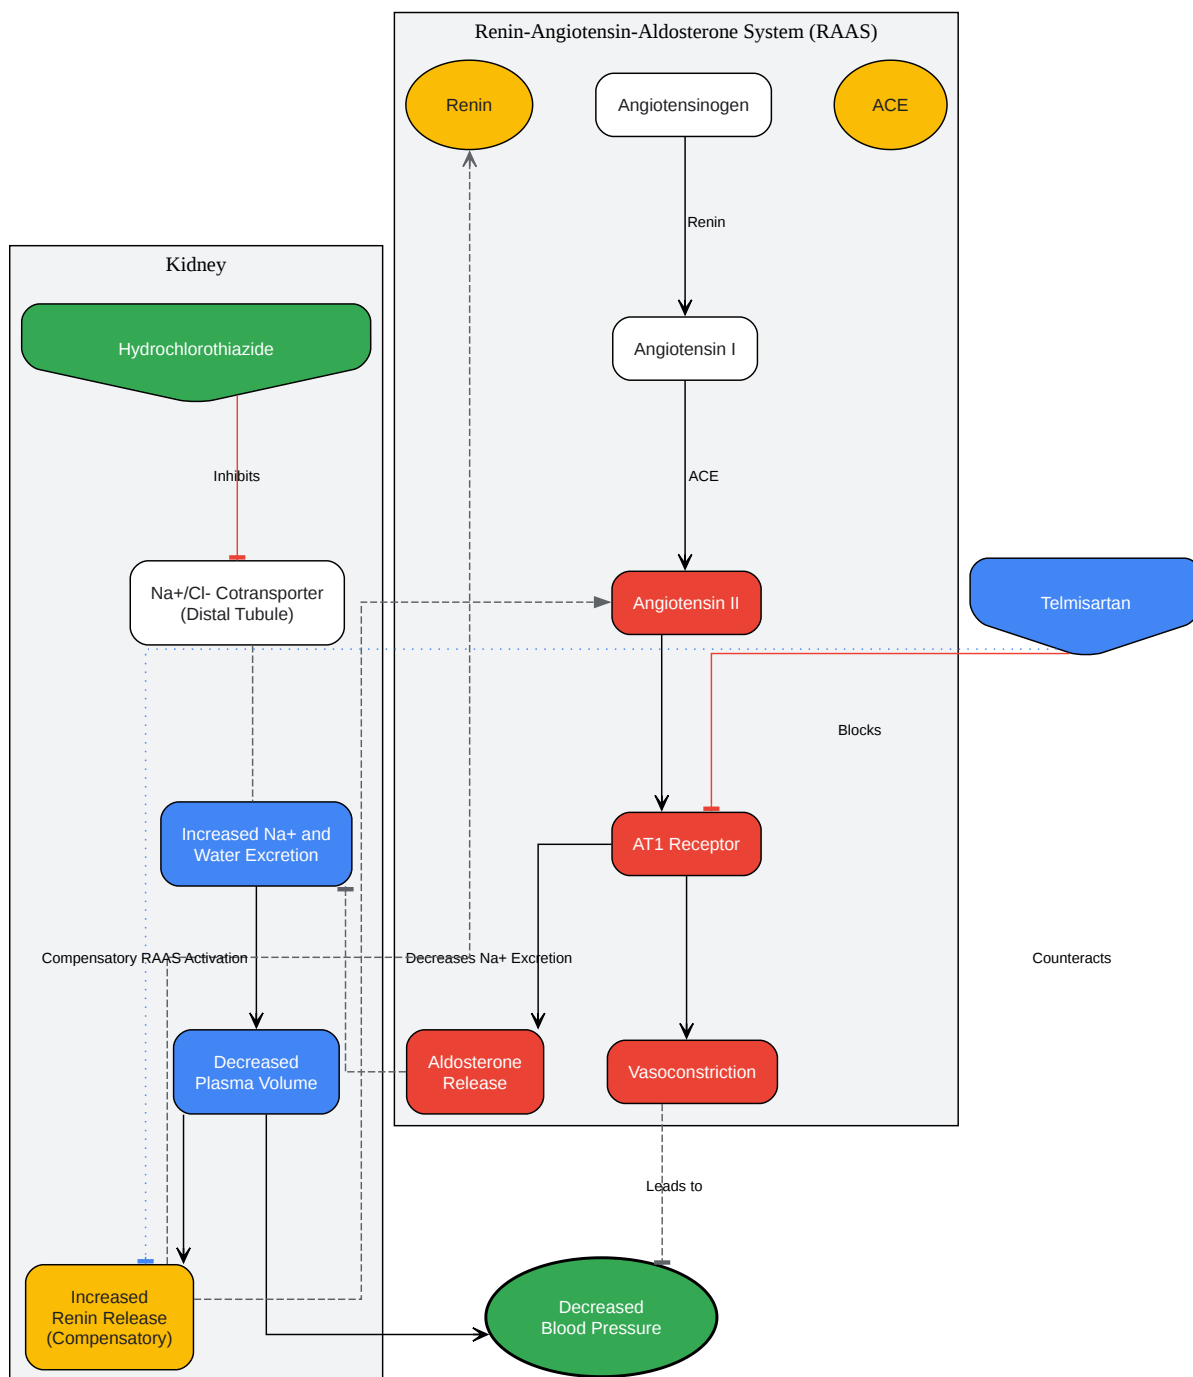 Renin-Angiotensin-Aldosterone System (RAAS)
Renin
Angiotensinogen
ACE
Renin
Kidney
Hydrochlorothiazide
Angiotensin I
Inhibits
ACE
Na+/Cl- Cotransporter
(Distal Tubule)
Angiotensin II
Telmisartan
Blocks
Increased Na+ and
Water Excretion
AT1 Receptor
Compensatory RAAS Activation
Decreases Na+ Excretion
Counteracts
Decreased
Plasma Volume
Aldosterone
Release
Vasoconstriction
Leads to
Increased
Renin Release
(Compensatory)
Decreased
Blood Pressure